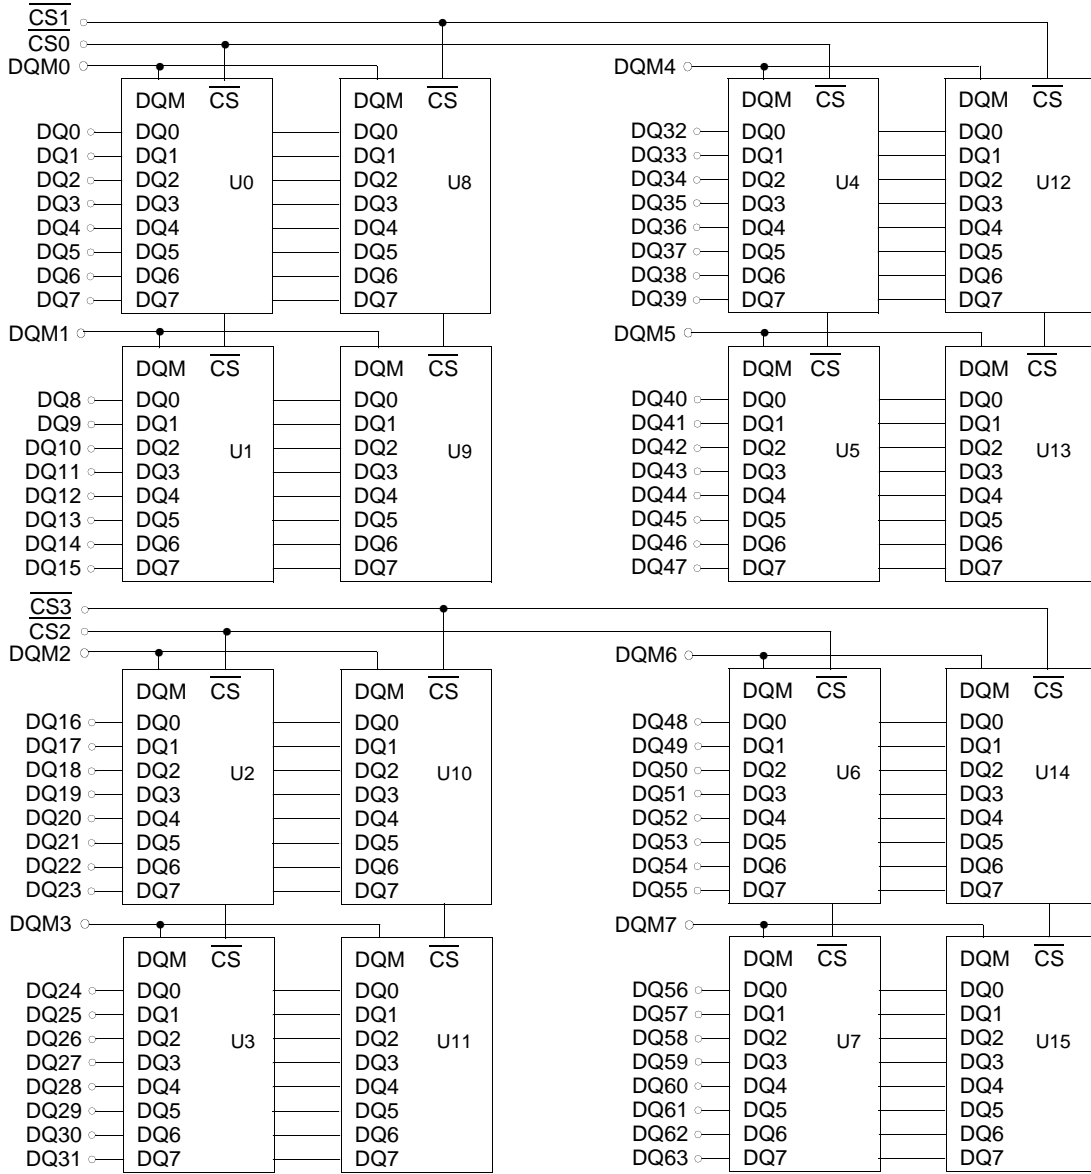 CS1
CS0
DQM0 DQM4
DQM CS DQM CS DQM CS
DQ0 DQ0 DQ0 DQ32 DQ0 DQ0
DQ1 DQ1 DQ1 DQ33 DQ1 DQ1
DQ2 DQ2 U0 DQ2 U8 DQ34 DQ2 U4 DQ2 U12
DQ3 DQ3 DQ3 DQ35 DQ3 DQ3
DQ4 DQ4 DQ4 DQ36 DQ4 DQ4
DQ5 DQ5 DQ5 DQ37 DQ5 DQ5
DQ6 DQ6 DQ6 DQ38 DQ6 DQ6
DQ7 DQ7 DQ7 DQ39 DQ7 DQ7
DQM1 DQM5
DQM CS DQM CS DQM CS
DQ8 DQ0 DQ0 DQ40 DQ0 DQ0
DQ9 DQ1 DQ1 DQ41 DQ1 DQ1
DQ10 DQ2 U1 DQ2 U9 DQ42 DQ2 U5 DQ2 U13
DQ11 DQ3 DQ3 DQ43 DQ3 DQ3
DQ12 DQ4 DQ4 DQ44 DQ4 DQ4
DQ13 DQ5 DQ5 DQ45 DQ5 DQ5
DQ14 DQ6 DQ6 DQ46 DQ6 DQ6
DQ15 DQ7 DQ7 DQ47 DQ7 DQ7
CS3
CS2
DQM2 DQM6
DQM CS DQM CS DQM CS DQM CS
DQ16 DQ0 DQ0 DQ48 DQ0 DQ0
DQ17 DQ1 DQ1 DQ49 DQ1 DQ1
DQ18 DQ2 U2 DQ2 U10 DQ50 DQ2 U6 DQ2 U14
DQ19 DQ3 DQ3 DQ51 DQ3 DQ3
DQ20 DQ4 DQ4 DQ52 DQ4 DQ4
DQ21 DQ5 DQ5 DQ53 DQ5 DQ5
DQ22 DQ6 DQ6 DQ54 DQ6 DQ6
DQ23 DQ7 DQ7 DQ55 DQ7 DQ7
DQM3 DQM7
DQM CS DQM CS DQM CS DQM CS
DQ24 DQ0 DQ0 DQ56 DQ0 DQ0
DQ25 DQ1 DQ1 DQ57 DQ1 DQ1
DQ26 DQ2 U3 DQ2 U11 DQ58 DQ2 U7 DQ2 U15
DQ27 DQ3 DQ3 DQ59 DQ3 DQ3
DQ28 DQ4 DQ4 DQ60 DQ4 DQ4
DQ29 DQ5 DQ5 DQ61 DQ5 DQ5
DQ30 DQ6 DQ6 DQ62 DQ6 DQ6
DQ31 DQ7 DQ7 DQ63 DQ7 DQ7